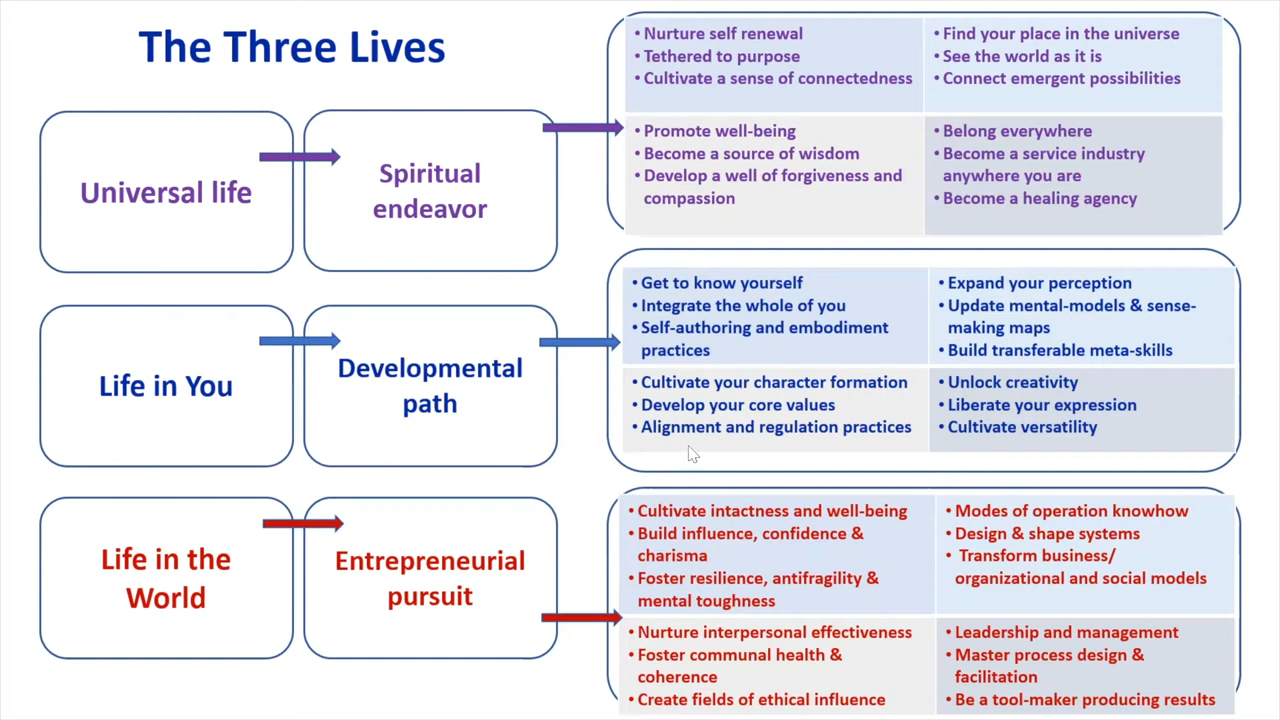 The Three Lives
Universal life
Spiritual
endeavor
• Nurture self renewal
• Tethered to purpose
• Cultivate a sense of connectedness
• Find your place in the universe
• See the world as it is
• Connect emergent possibilities
• Promote well-being
• Become a source of wisdom
• Develop a well of forgiveness and
compassion
• Belong everywhere
• Become a service industry
anywhere you are
• Become a healing agency
Life in You
Developmental
path
• Get to know yourself
• Integrate the whole of you
• Self-authoring and embodiment
practices
• Expand your perception
• Update mental-models & sense-
making maps
• Build transferable meta-skills
• Cultivate your character formation
• Develop your core values
• Alignment and regulation practices
• Unlock creativity
• Liberate your expression
• Cultivate versatility
Life in the
World
Entrepreneurial
pursuit
• Cultivate intactness and well-being
• Build influence, confidence &
charisma
• Foster resilience, antifragility &
mental toughness
• Modes of operation knowhow
• Design & shape systems
• Transform business/
organizational and social models
• Nurture interpersonal effectiveness
• Foster communal health &
coherence
• Create fields of ethical influence
• Leadership and management
• Master process design &
facilitation
• Be a tool-maker producing results